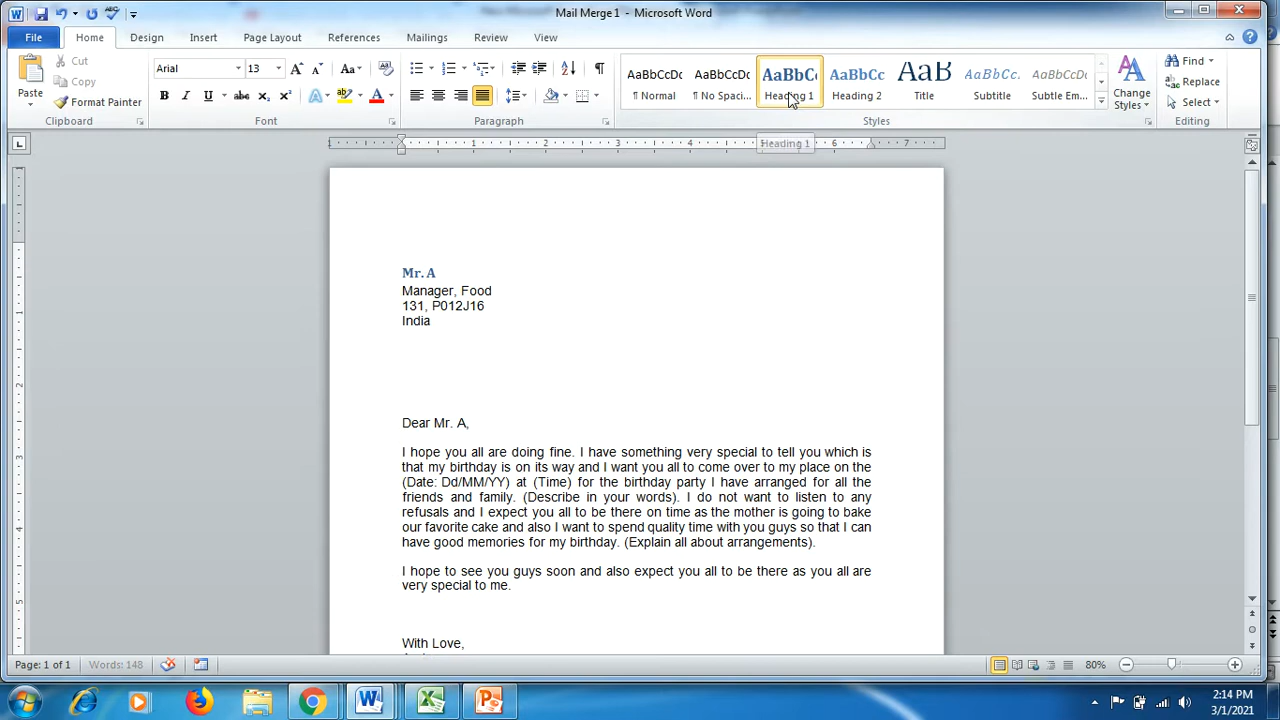 Mail Merge1 - Microsoft Word
File Home Design Insert Page Layout References Mailings Review View
Paste
Cut
Copy
Format Painter
Clipboard
Arial 13
Font
Paragraph
AaBbCcDc AaBbCcDc AaBbCc AaBbCc AaB AaBbCc. AaBbCcDc
¶ Normal ¶ No Spaci... Heading 1 Heading 2 Title Subtitle Subtle Em...
Change
Styles
Styles
Find
Replace
Select
Editing
Heading 1
1 1 2 3 4 6 7
Mr. A
Manager, Food
131, P012J16
India
Dear Mr. A,
I hope you all are doing fine. I have something very special to tell you which is
that my birthday is on its way and I want you all to come over to my place on the
(Date: Dd/MM/YY) at (Time) for the birthday party I have arranged for all the
friends and family. (Describe in your words). I do not want to listen to any
refusals and I expect you all to be there on time as the mother is going to bake
our favorite cake and also I want to spend quality time with you guys so that I can
have good memories for my birthday. (Explain all about arrangements).
I hope to see you guys soon and also expect you all to be there as you all are
very special to me.
With Love,
Page: 1 of 1 Words: 148 80%
2:14 PM
3/1/2021